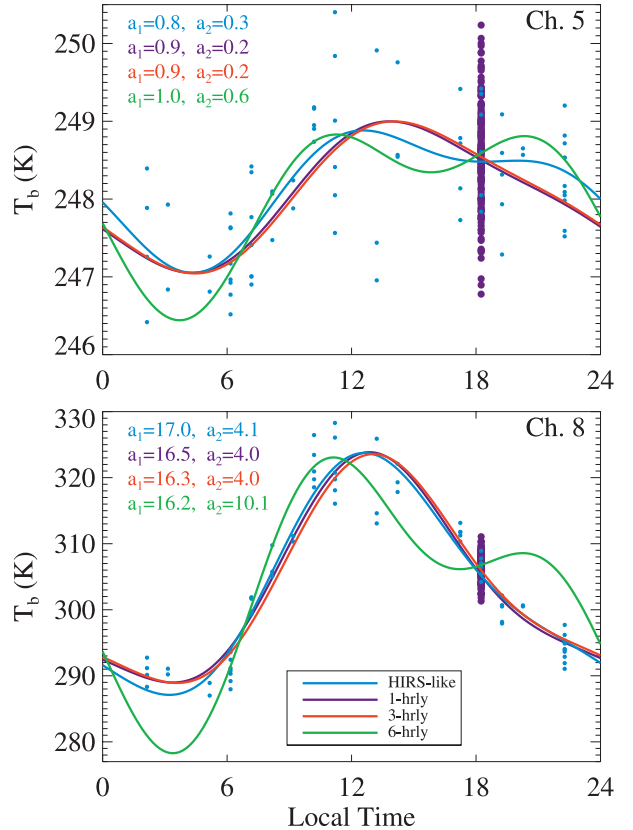 Ch. 5
a₁=0.8, a₂=0.3
a₁=0.9, a₂=0.2
a₁=0.9, a₂=0.2
a₁=1.0, a₂=0.6
250
249
248
247
246
T_b (K)
0 6 12 18 24
Ch. 8
a₁=17.0, a₂=4.1
a₁=16.5, a₂=4.0
a₁=16.3, a₂=4.0
a₁=16.2, a₂=10.1
330
320
310
300
290
280
T_b (K)
HIRS-like
1-hrly
3-hrly
6-hrly
0 6 12 18 24
Local Time